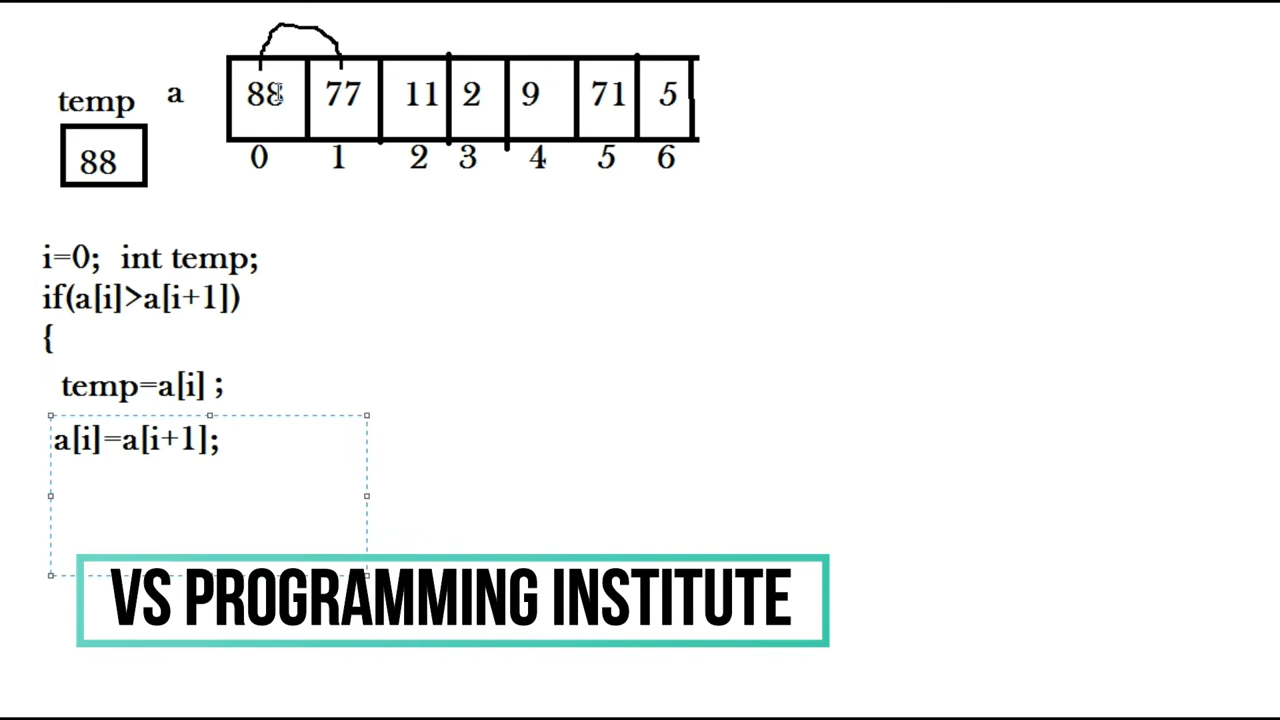 temp a 88 77 11 2 9 71 5
88 0 1 2 3 4 5 6
i=0; int temp;
if(a[i]>a[i+1])
{
temp=a[i] ;
a[i]=a[i+1];
VS PROGRAMMING INSTITUTE